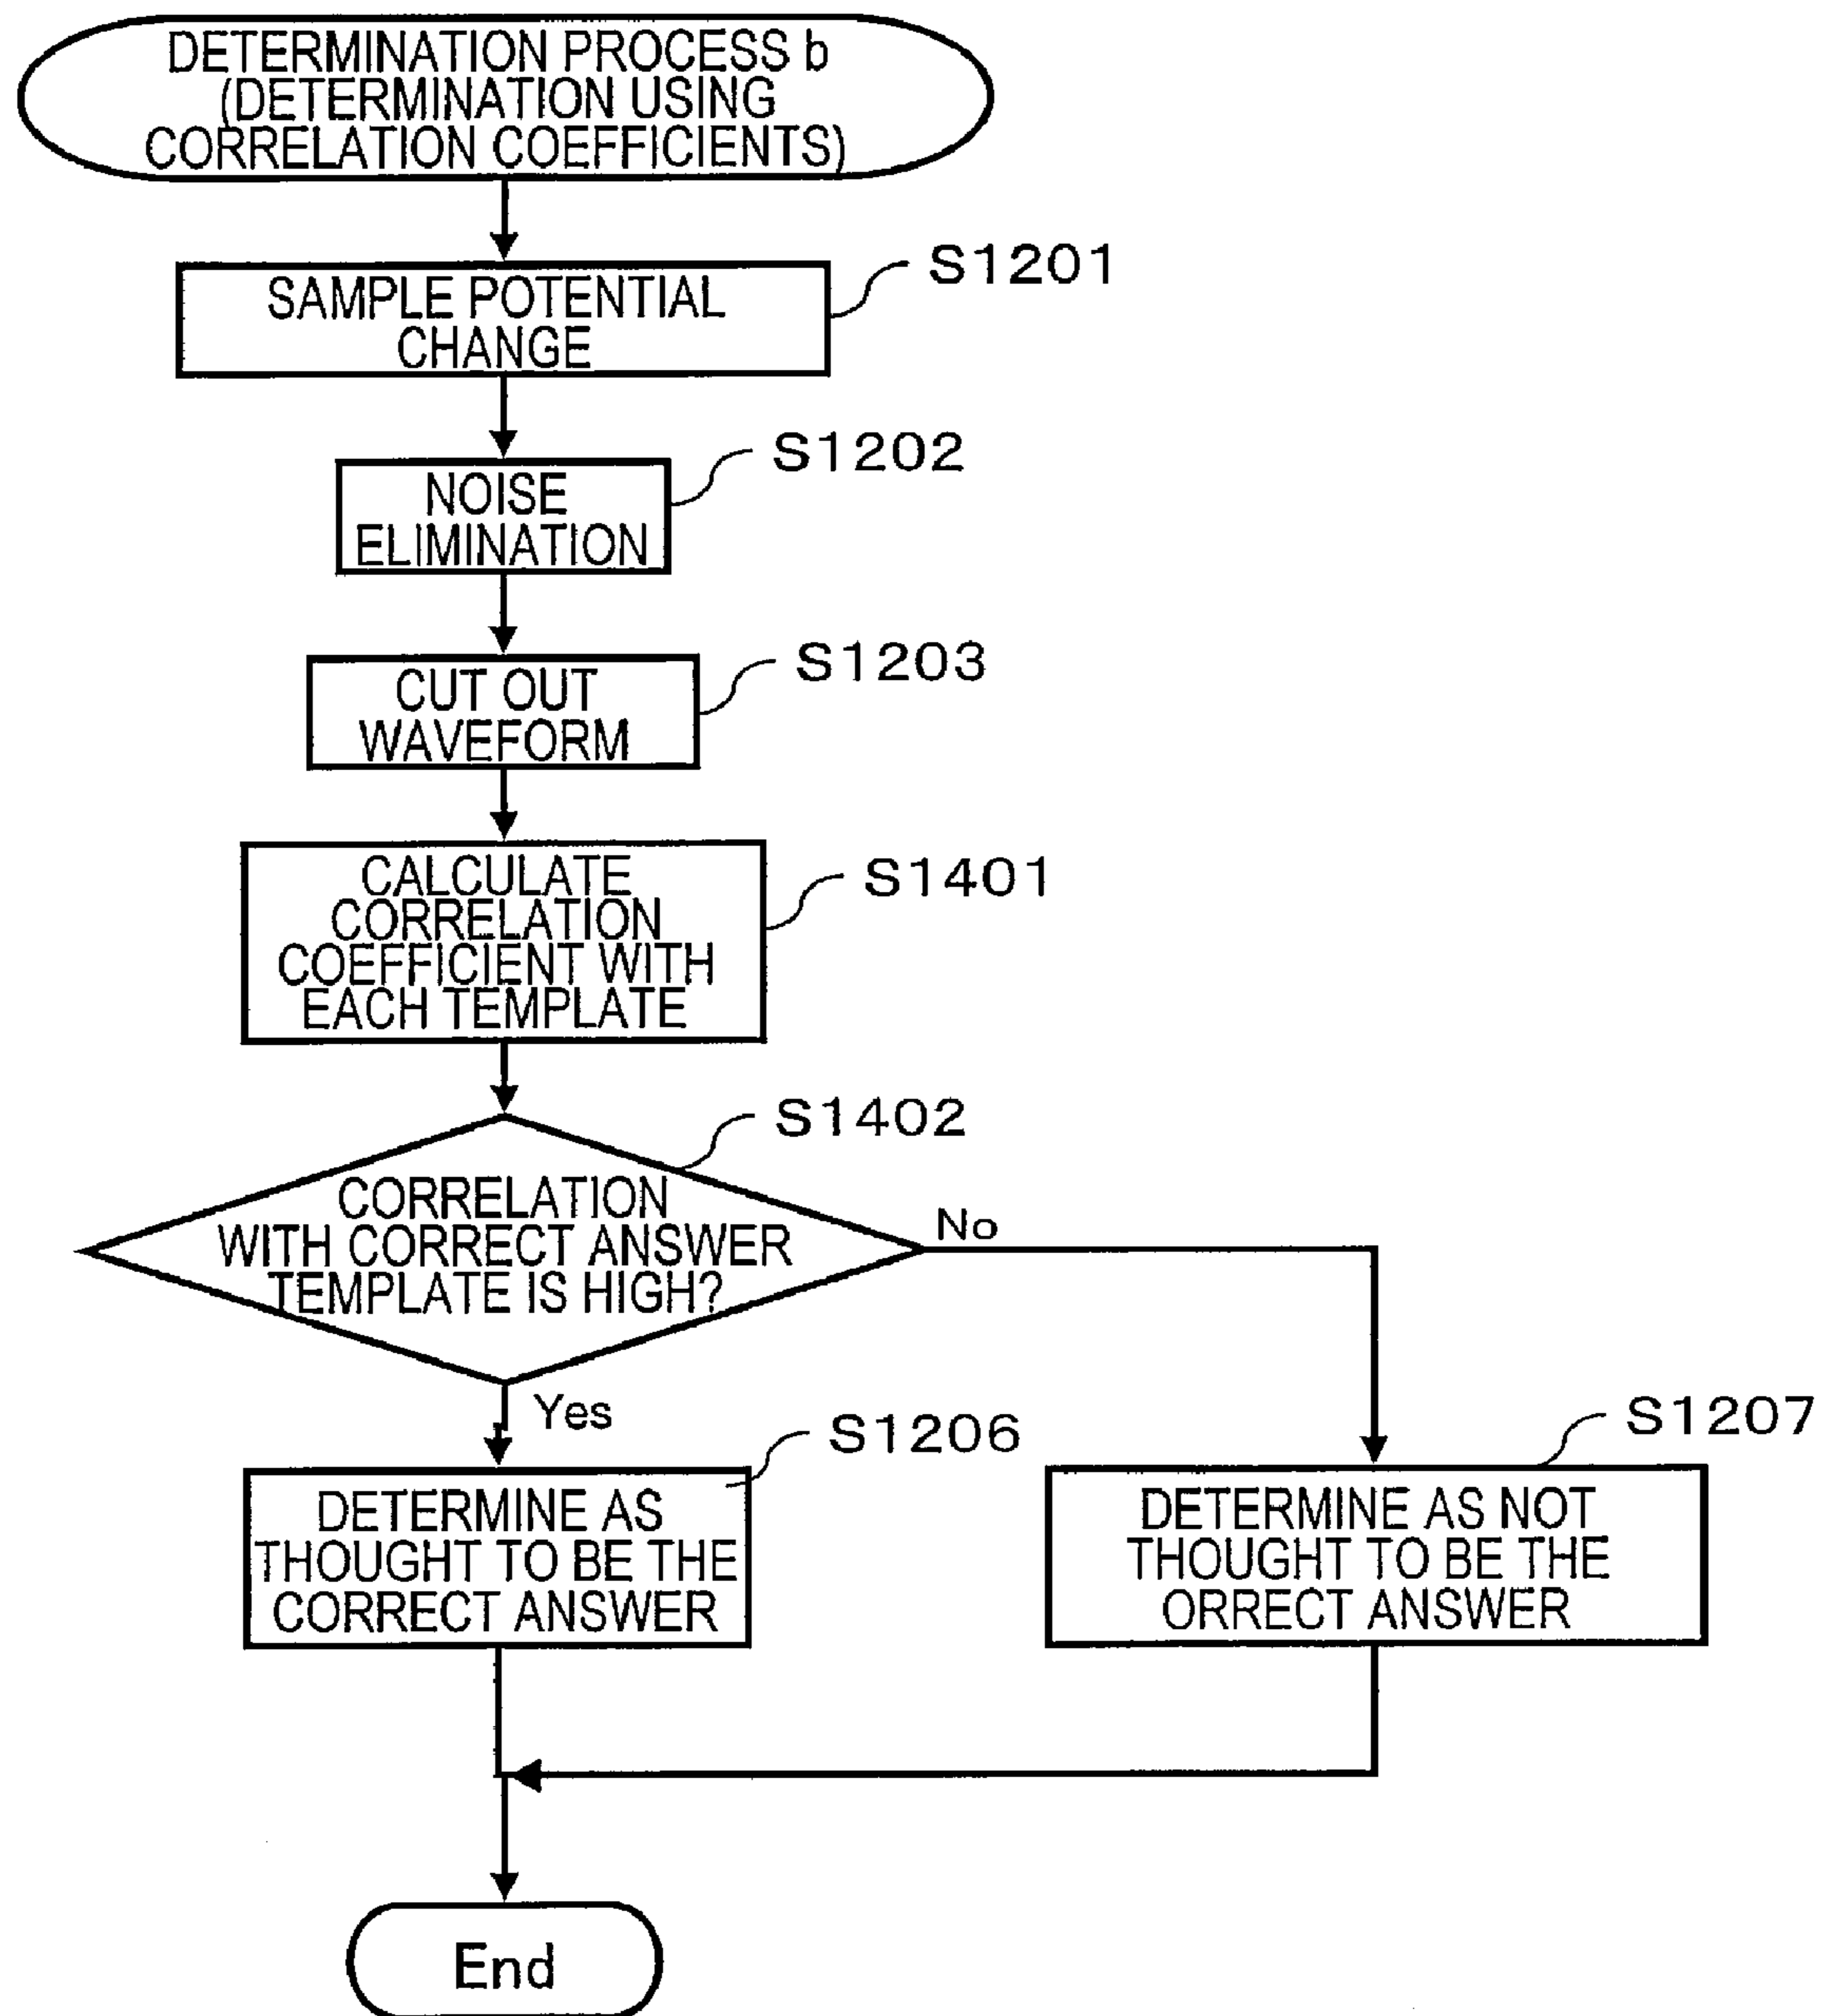 DETERMINATION PROCESS b
(DETERMINATION USING
CORRELATION COEFFICIENTS)
S1201
SAMPLE POTENTIAL
CHANGE
S1202
NOISE
ELIMINATION
S1203
CUT OUT
WAVEFORM
S1401
CALCULATE
CORRELATION
COEFFICIENT WITH
EACH TEMPLATE
S1402
CORRELATION
WITH CORRECT ANSWER
TEMPLATE IS HIGH?
No
Yes
S1206
DETERMINE AS
THOUGHT TO BE THE
CORRECT ANSWER
S1207
DETERMINE AS NOT
THOUGHT TO BE THE
ORRECT ANSWER
End